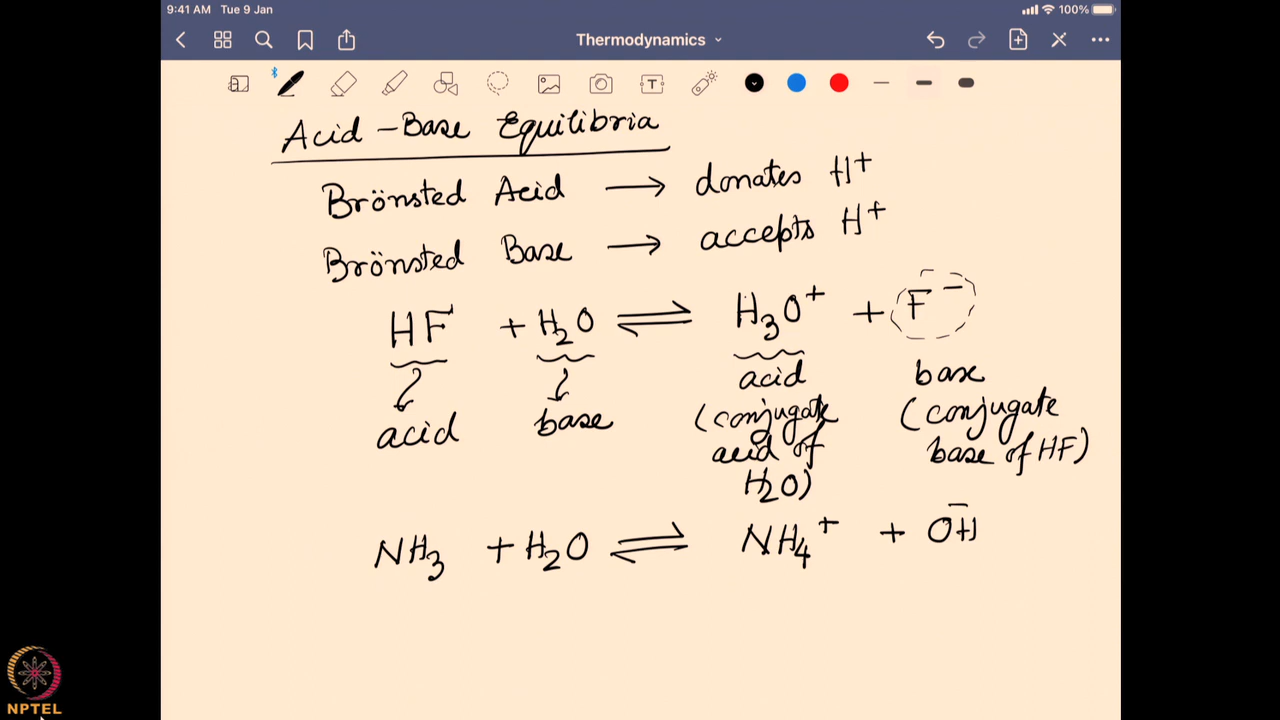 9:41 AM Tue 9 Jan 100%
Thermodynamics
T
Acid-Base Equilibria
Brönsted Acid → donates H+
Brönsted Base → accepts H+
HF + H2O ⇌ H3O+ + F-
acid base acid base
(conjugate acid of H2O) (conjugate base of HF)
NH3 + H2O ⇌ NH4+ + OH-
NPTEL